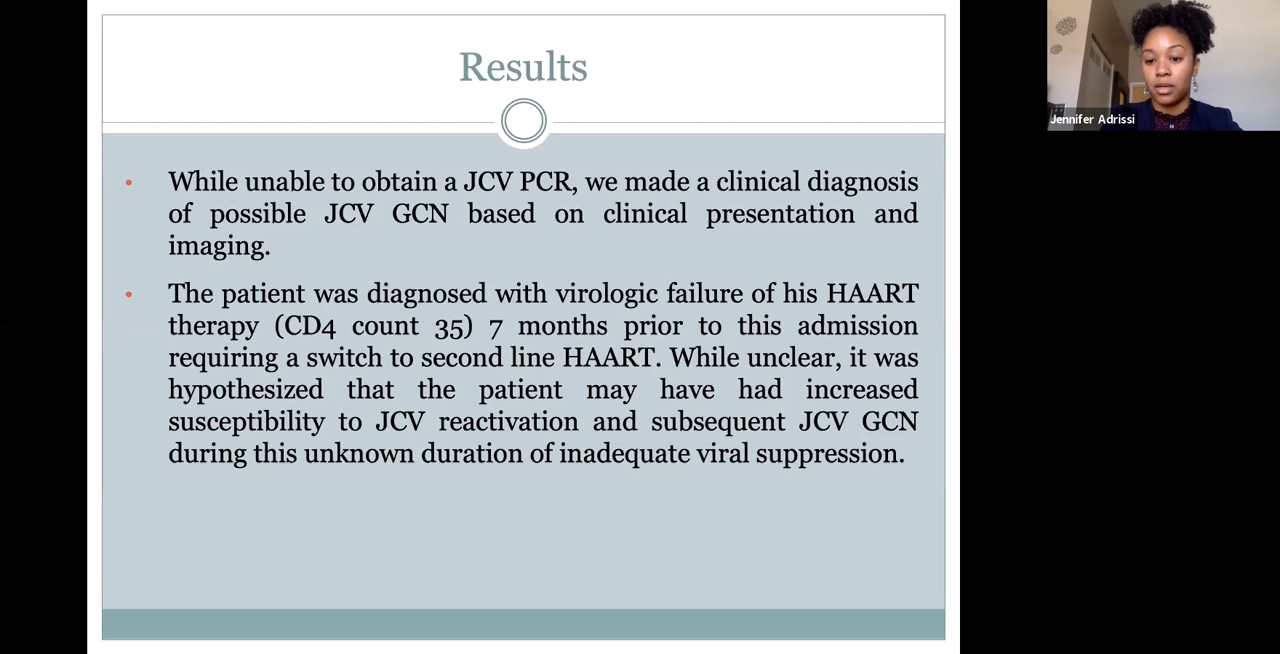 Results
• While unable to obtain a JCV PCR, we made a clinical diagnosis
of possible JCV GCN based on clinical presentation and
imaging.
• The patient was diagnosed with virologic failure of his HAART
therapy (CD4 count 35) 7 months prior to this admission
requiring a switch to second line HAART. While unclear, it was
hypothesized that the patient may have had increased
susceptibility to JCV reactivation and subsequent JCV GCN
during this unknown duration of inadequate viral suppression.
Jennifer Adrissi